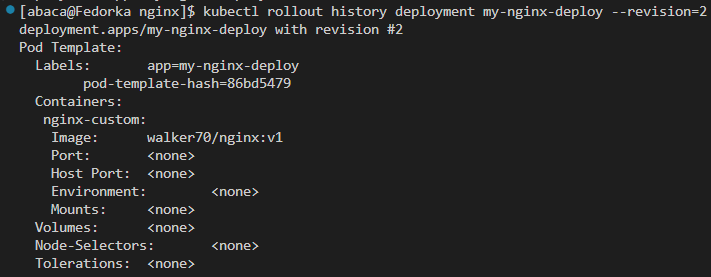 [abaca@Fedorka nginx]$ kubectl rollout history deployment my-nginx-deploy --revision=2
deployment.apps/my-nginx-deploy with revision #2
Pod Template:
  Labels:       app=my-nginx-deploy
        pod-template-hash=86bd5479
  Containers:
   nginx-custom:
    Image:      walker70/nginx:v1
    Port:       <none>
    Host Port:  <none>
    Environment:        <none>
    Mounts:     <none>
  Volumes:      <none>
  Node-Selectors:       <none>
  Tolerations:  <none>